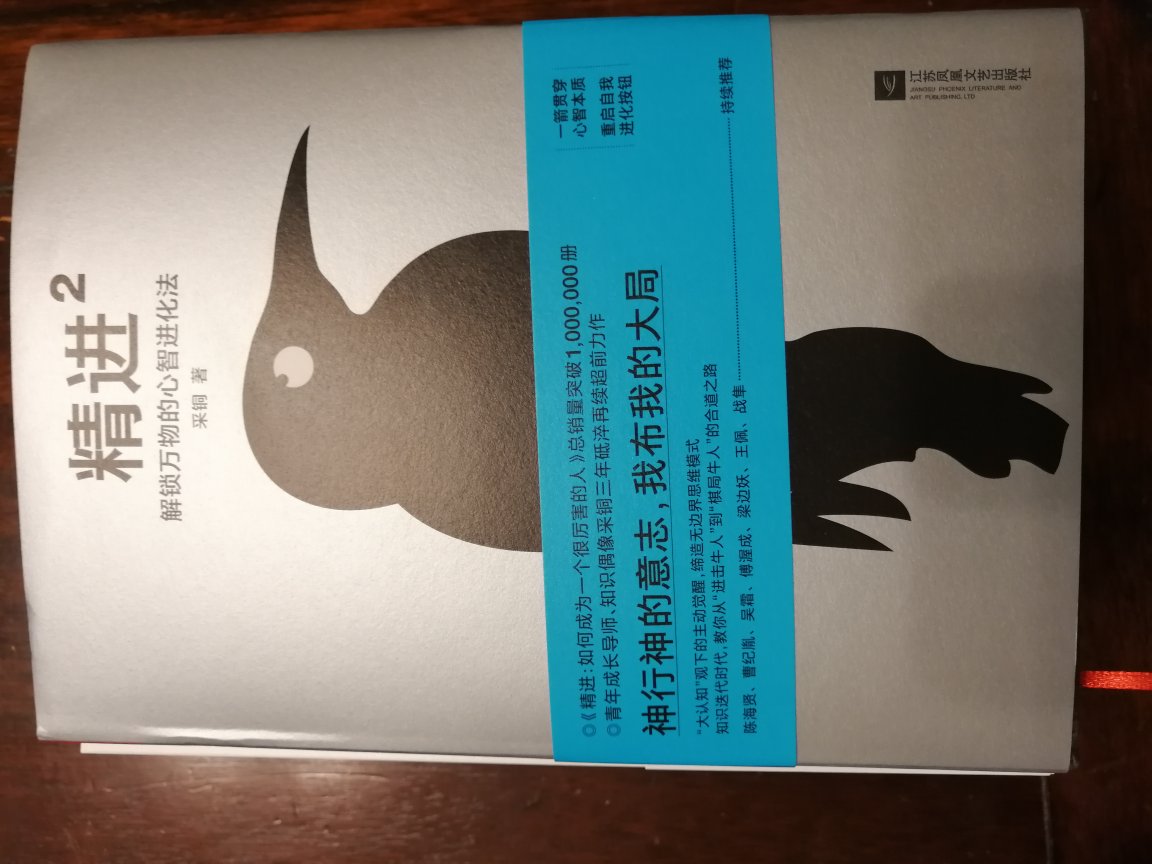 精进2
解锁万物的心智进化法
采铜 著
一箭贯穿
心智本质
重启自我
进化按钮
◎《精进:如何成为一个很厉害的人》总销量突破1,000,000册
◎青年成长导师、知识偶像采铜三年砥淬再续超前力作
神行神的意志,我布我的大局
“大认知”观下的主动觉醒,缔造无边界思维模式
知识迭代时代,教你从“进击牛人”到“棋局牛人”的合道之路
陈海贤、曹纪胤、吴霜、傅渥成、梁边妖、王佩、战隼 持续推荐
江苏凤凰文艺出版社
JIANGSU PHOENIX LITERATURE AND
ART PUBLISHING, LTD